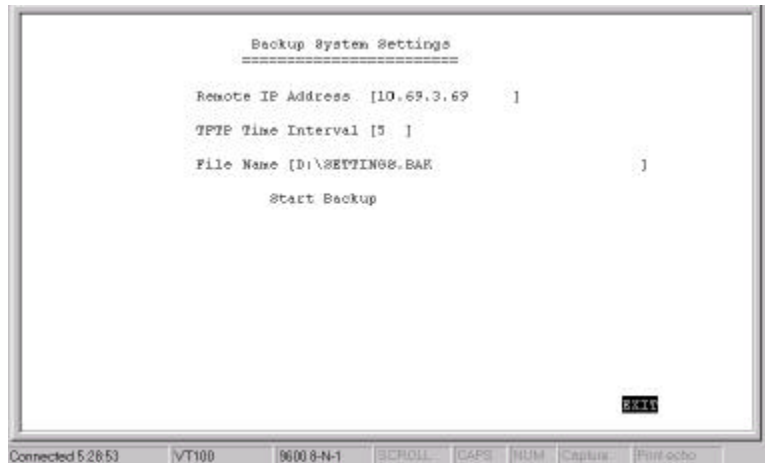 Backup System Settings
========================
Remote IP Address [10.69.3.69 ]
TFTP Time Interval [5 ]
File Name [D:\SETTINGS.BAK ]
Start Backup
EXIT
Connected 5:28:53 VT100 9600 8-N-1 SCROLL CAPS NUM Capture Print echo